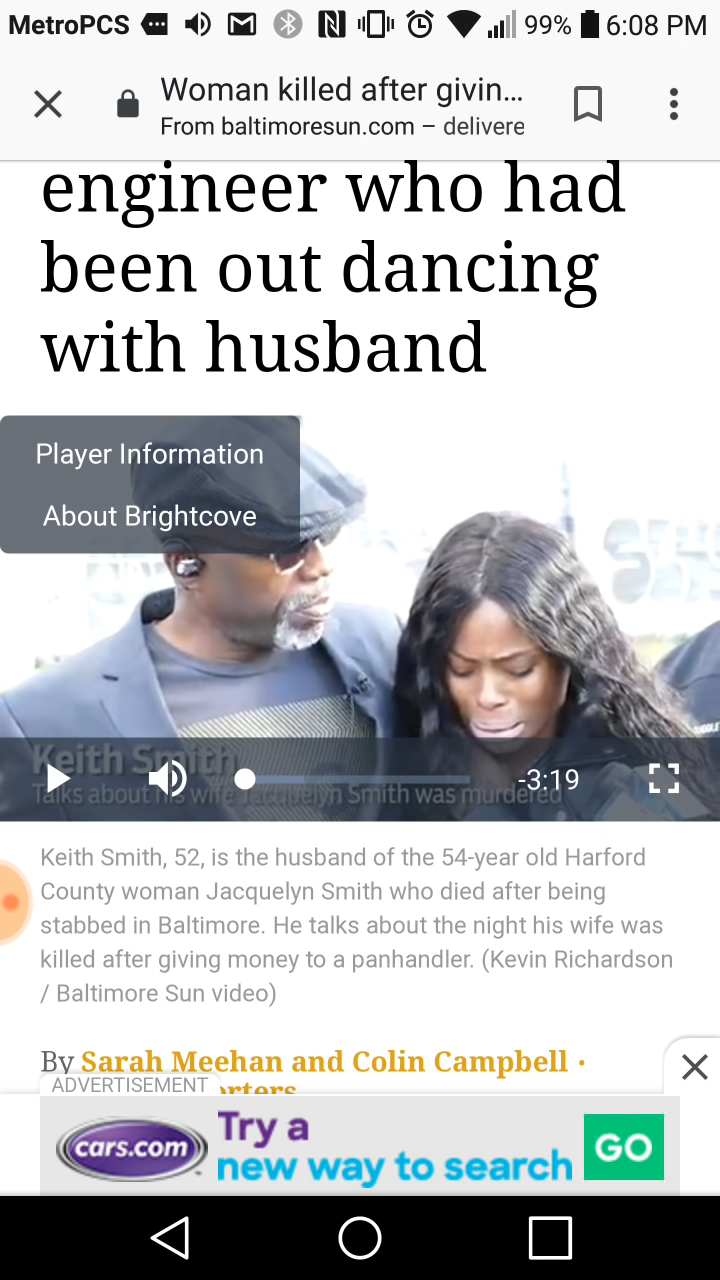 MetroPCS 99% 6:08 PM
Woman killed after givin...
From baltimoresun.com – delivere
engineer who had
been out dancing
with husband
Player Information
About Brightcove
Keith Smith
Talks about his wife Jacquelyn Smith was murdered
-3:19
Keith Smith, 52, is the husband of the 54-year old Harford
County woman Jacquelyn Smith who died after being
stabbed in Baltimore. He talks about the night his wife was
killed after giving money to a panhandler. (Kevin Richardson
/ Baltimore Sun video)
By Sarah Meehan and Colin Campbell •
ADVERTISEMENT
cars.com
Try a
new way to search
GO